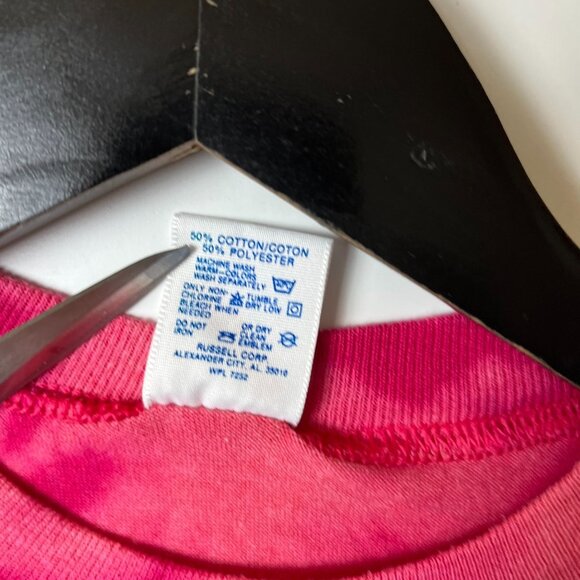 50% COTTON/COTON
50% POLYESTER
MACHINE WASH
WARM-COLORS
WASH SEPARATELY
ONLY NON-
CHLORINE TUMBLE
BLEACH WHEN DRY LOW
NEEDED
DO NOT OR DRY
IRON CLEAN
EMBLEM
RUSSELL CORP
ALEXANDER CITY, AL. 35010
WPL 7232